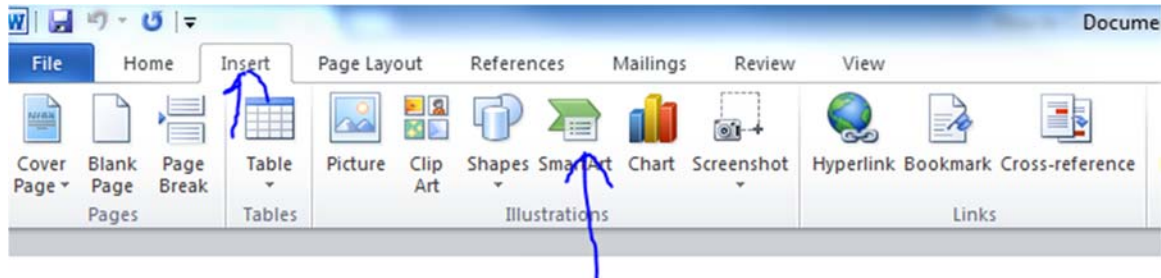 W
Docume
File Home Insert Page Layout References Mailings Review View
Cover Page Blank Page Page Break Table Picture Clip Art Shapes SmartArt Chart Screenshot Hyperlink Bookmark Cross-reference
Pages Tables Illustrations Links